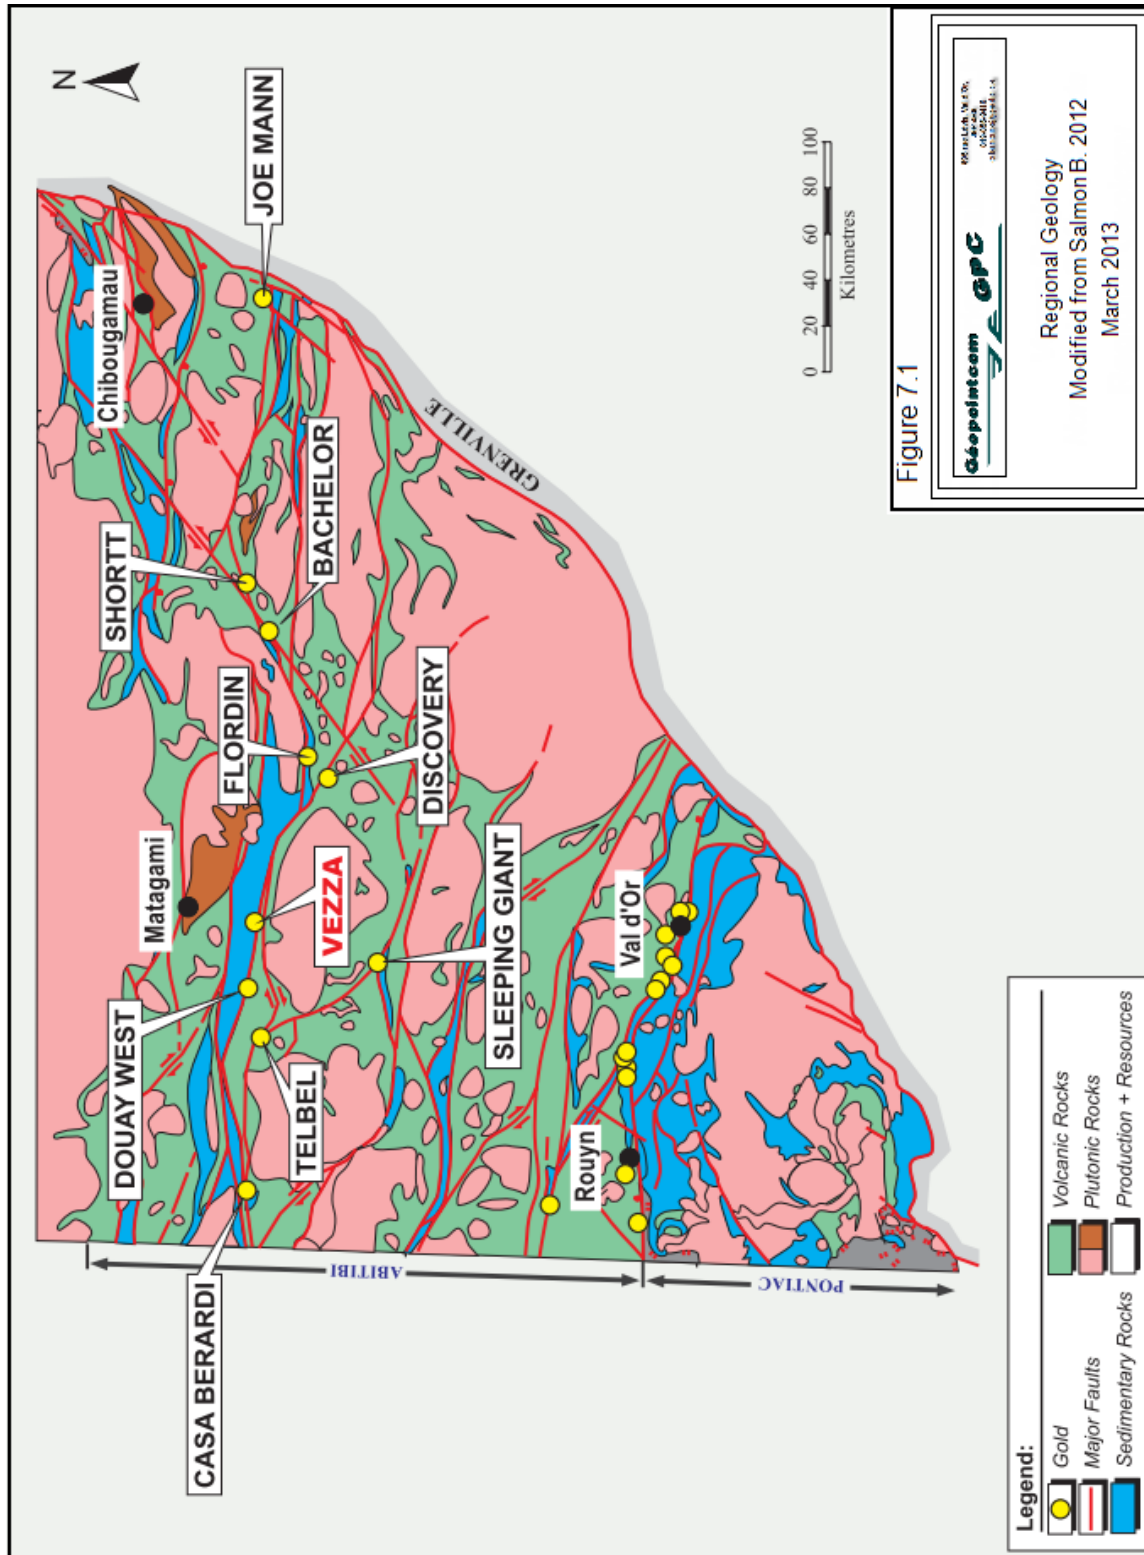 N
JOE MANN
Chibougamau
SHORTT
BACHELOR
GRENVILLE
FLORDIN
DISCOVERY
Matagami
VEZZA
SLEEPING GIANT
DOUAY WEST
TELBEL
Val d'Or
Rouyn
CASA BERARDI
ABITIBI
PONTIAC
0 20 40 60 80 100
Kilometres
Legend:
Gold
Major Faults
Sedimentary Rocks
Volcanic Rocks
Plutonic Rocks
Production + Resources
Figure 7.1
Géopointcom
GPC
Regional Geology
Modified from Salmon B. 2012
March 2013